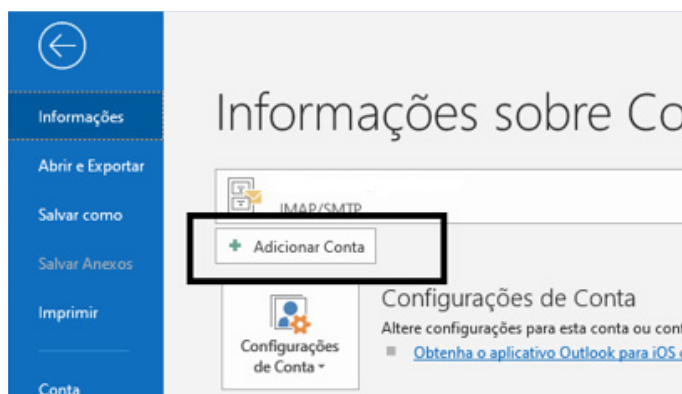 Informações
Abrir e Exportar
Salvar como
Salvar Anexos
Imprimir
Conta
Informações sobre Co
IMAP/SMTP
Adicionar Conta
Configurações
de Conta
Configurações de Conta
Altere configurações para esta conta ou conf
Obtenha o aplicativo Outlook para iOS